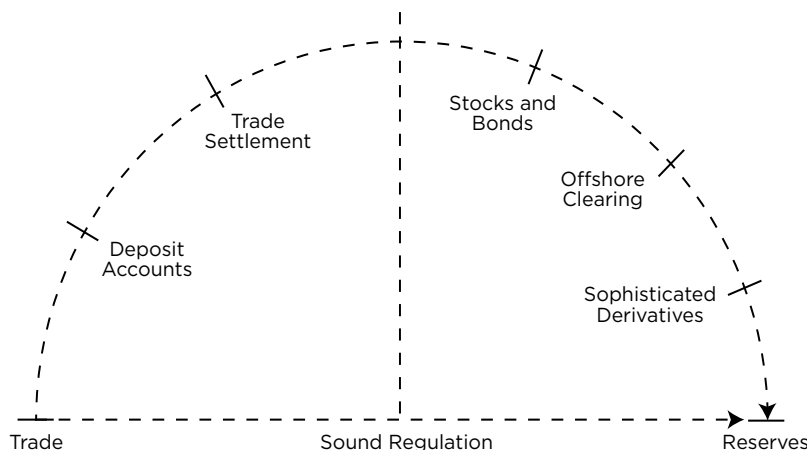 Trade
Settlement
Stocks and
Bonds
Offshore
Clearing
Deposit
Accounts
Sophisticated
Derivatives
Trade
Sound Regulation
Reserves